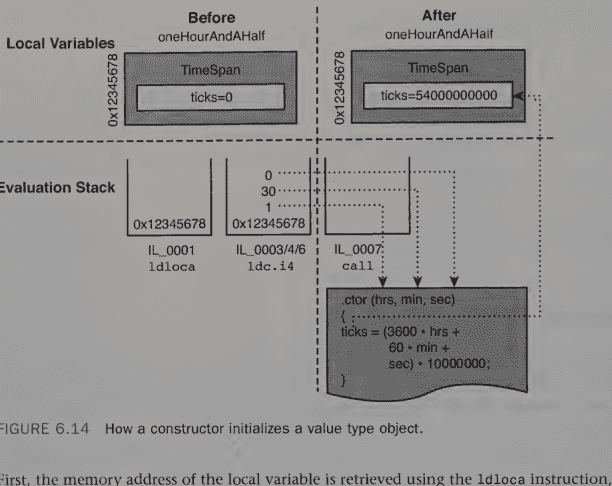 Before
After
Local Variables
oneHourAndAHalf
oneHourAndAHalf
0x12345678
TimeSpan
ticks=0
0x12345678
TimeSpan
ticks=54000000000
Evaluation Stack
0
30
1
0x12345678
0x12345678
IL_0001
ldloca
IL_0003/4/6
ldc.i4
IL_0007
call
.ctor (hrs, min, sec)
{
ticks = (3600 * hrs +
60 * min +
sec) * 10000000;
}
FIGURE 6.14 How a constructor initializes a value type object.
First, the memory address of the local variable is retrieved using the ldloca instruction,